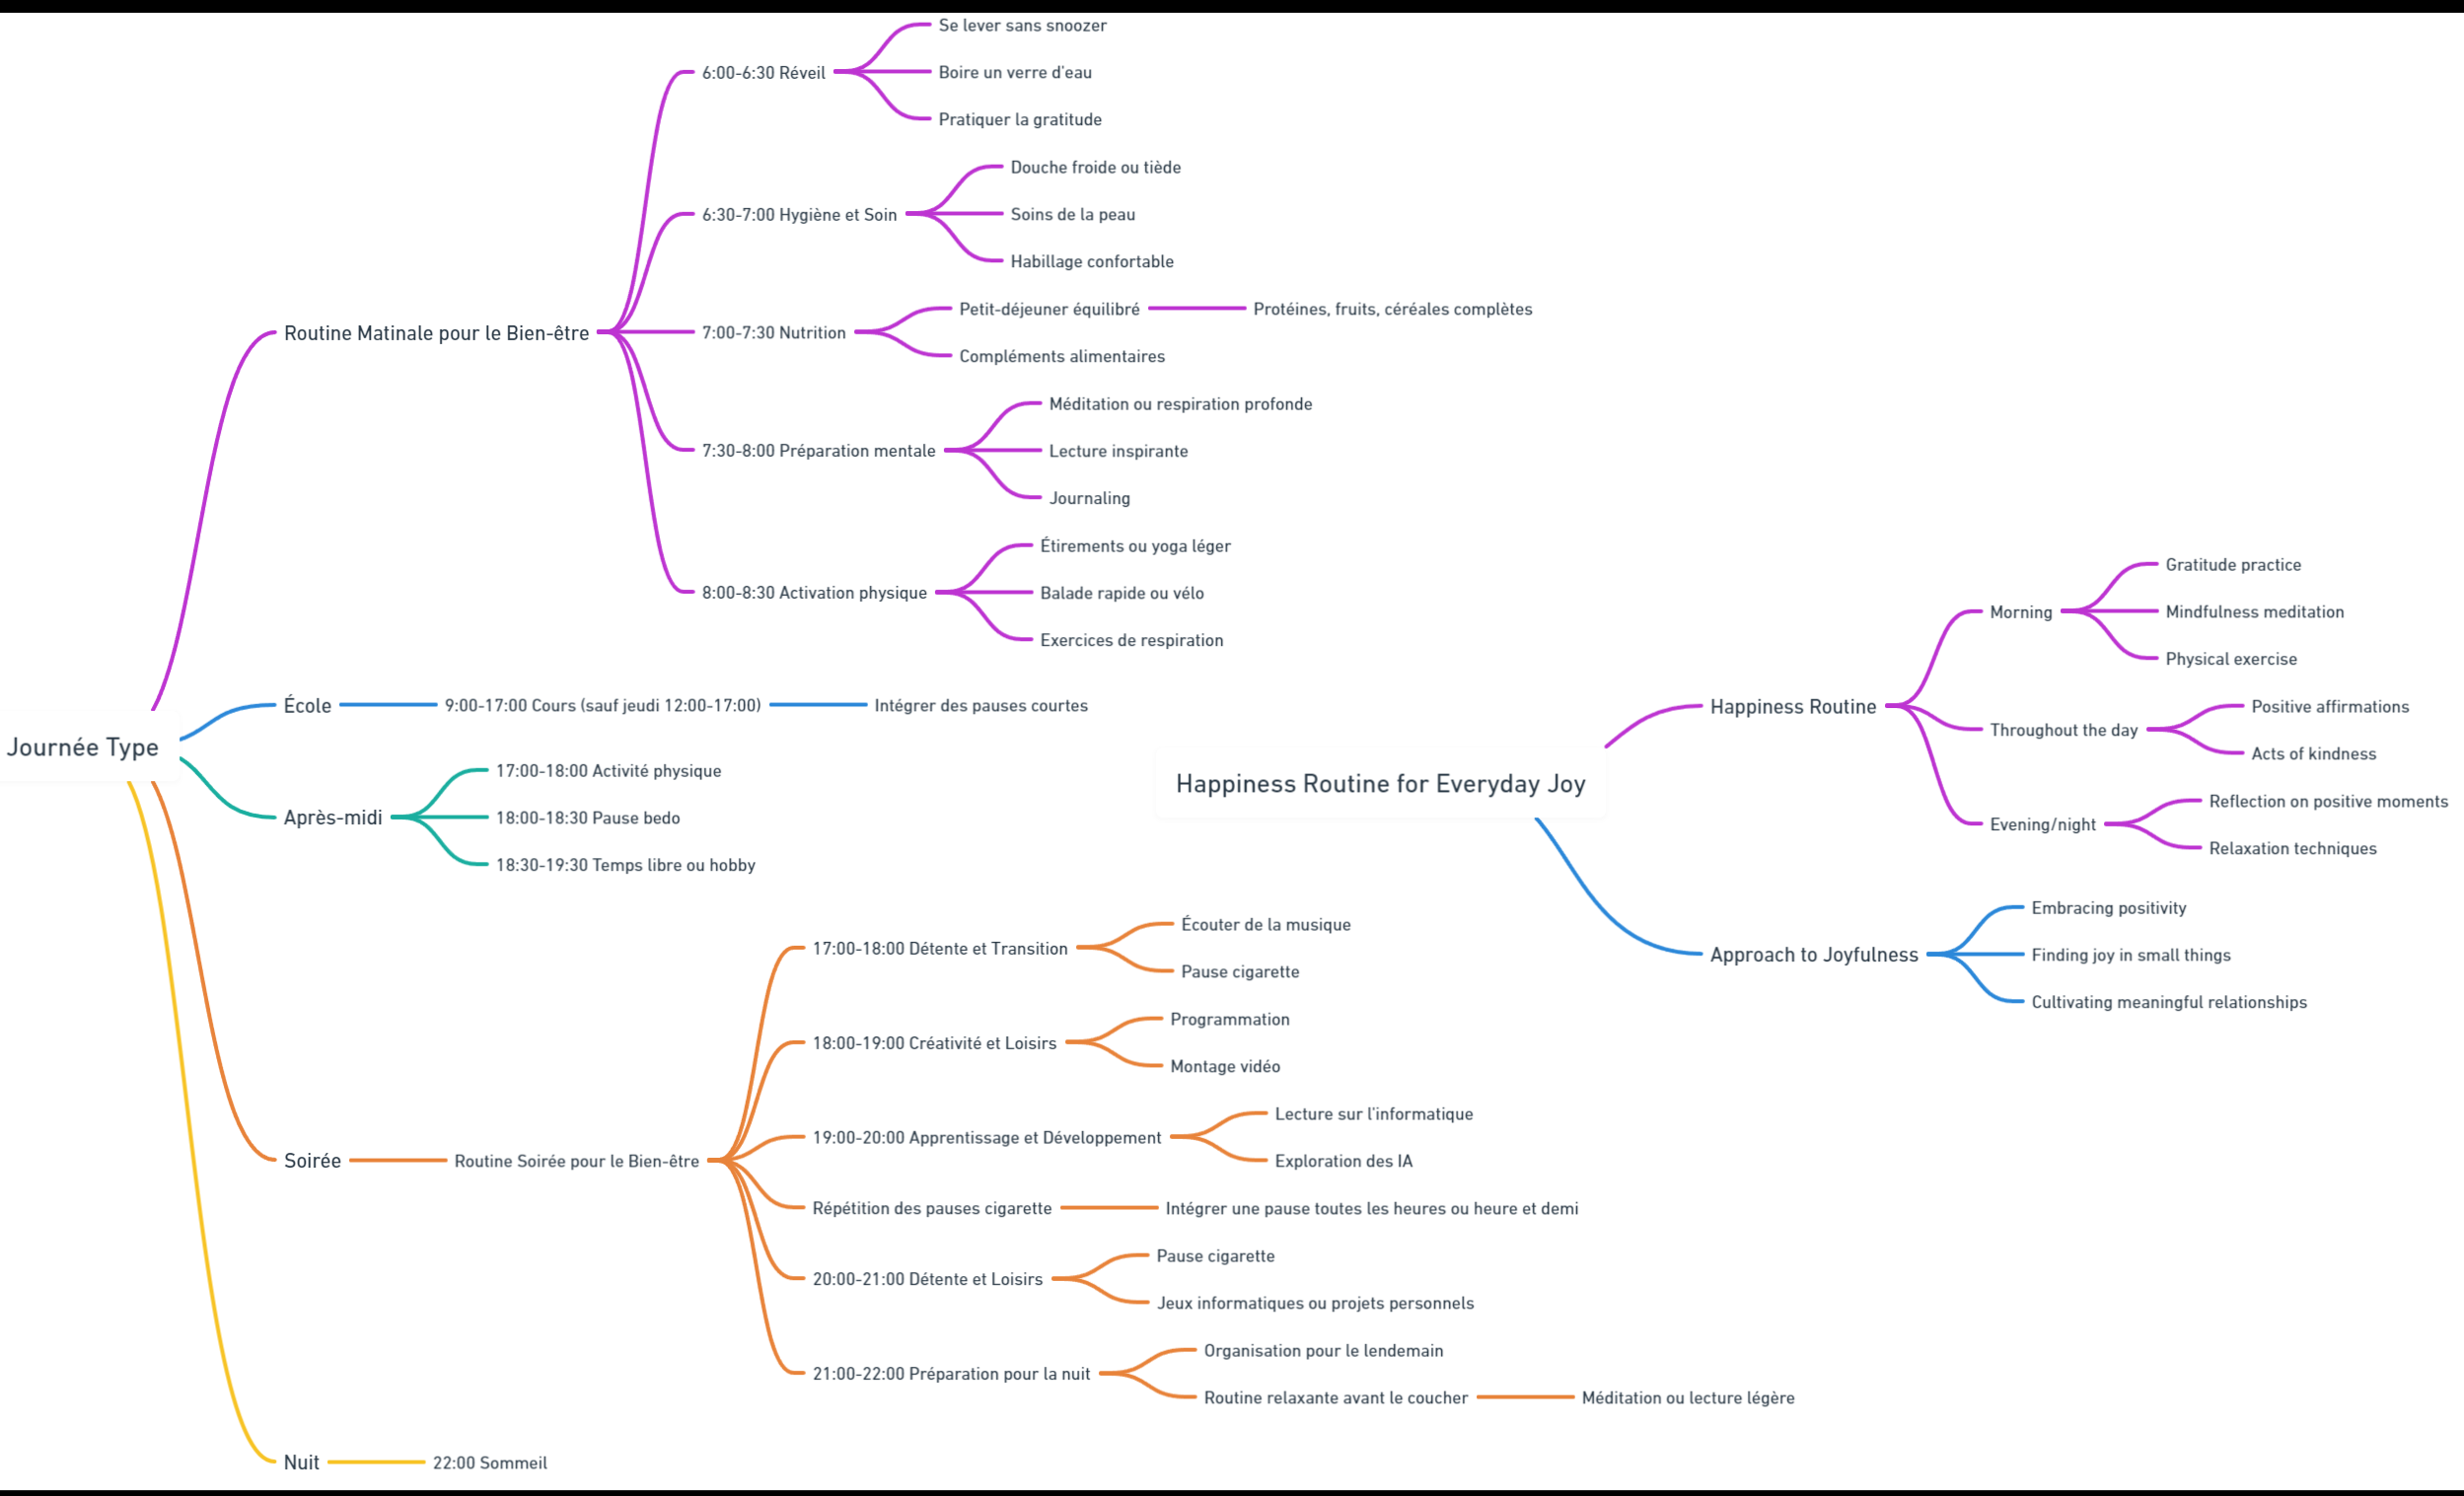 Journée Type
Routine Matinale pour le Bien-être
6:00-6:30 Réveil
Se lever sans snoozer
Boire un verre d'eau
Pratiquer la gratitude
6:30-7:00 Hygiène et Soin
Douche froide ou tiède
Soins de la peau
Habillage confortable
7:00-7:30 Nutrition
Petit-déjeuner équilibré
Protéines, fruits, céréales complètes
Compléments alimentaires
7:30-8:00 Préparation mentale
Méditation ou respiration profonde
Lecture inspirante
Journaling
8:00-8:30 Activation physique
Étirements ou yoga léger
Balade rapide ou vélo
Exercices de respiration
École
9:00-17:00 Cours (sauf jeudi 12:00-17:00)
Intégrer des pauses courtes
Après-midi
17:00-18:00 Activité physique
18:00-18:30 Pause bedo
18:30-19:30 Temps libre ou hobby
Soirée
Routine Soirée pour le Bien-être
17:00-18:00 Détente et Transition
Écouter de la musique
Pause cigarette
18:00-19:00 Créativité et Loisirs
Programmation
Montage vidéo
19:00-20:00 Apprentissage et Développement
Lecture sur l'informatique
Exploration des IA
Répétition des pauses cigarette
Intégrer une pause toutes les heures ou heure et demi
20:00-21:00 Détente et Loisirs
Pause cigarette
Jeux informatiques ou projets personnels
21:00-22:00 Préparation pour la nuit
Organisation pour le lendemain
Routine relaxante avant le coucher
Méditation ou lecture légère
Nuit
22:00 Sommeil
Happiness Routine for Everyday Joy
Happiness Routine
Morning
Gratitude practice
Mindfulness meditation
Physical exercise
Throughout the day
Positive affirmations
Acts of kindness
Evening/night
Reflection on positive moments
Relaxation techniques
Approach to Joyfulness
Embracing positivity
Finding joy in small things
Cultivating meaningful relationships